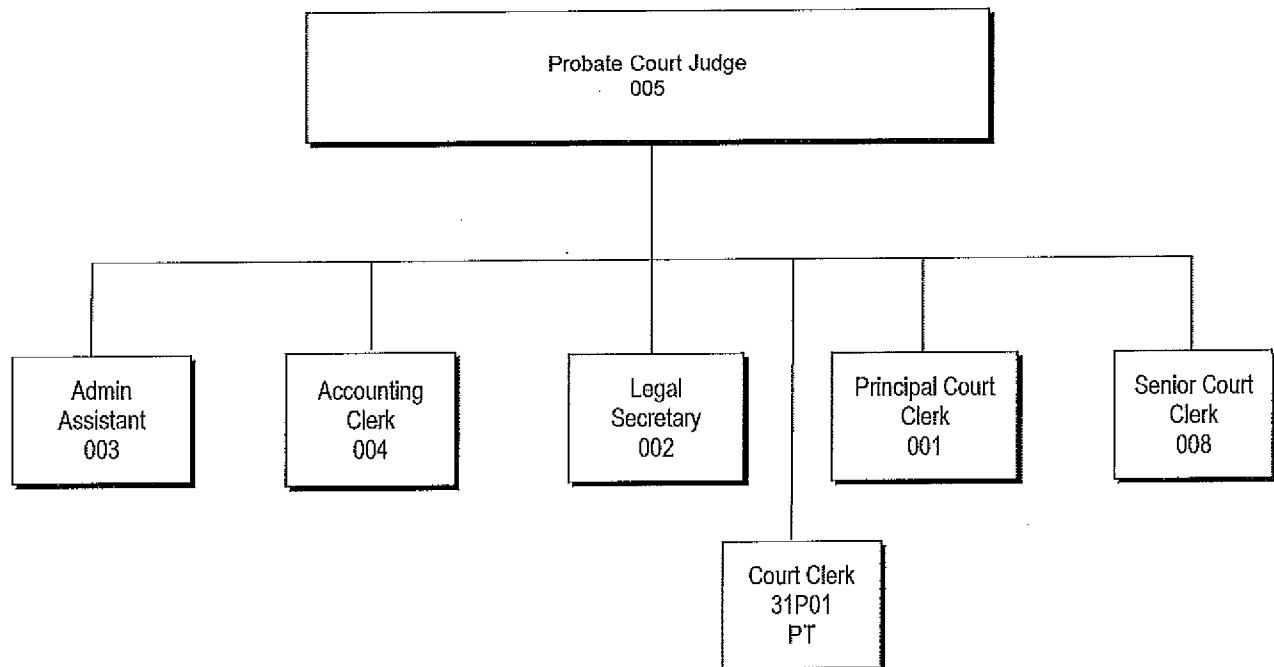 Probate Court Judge
005
Admin
Assistant
003
Accounting
Clerk
004
Legal
Secretary
002
Principal Court
Clerk
001
Senior Court
Clerk
008
Court Clerk
31P01
PT